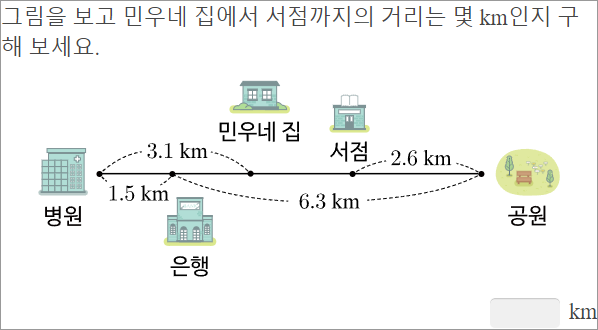 그림을 보고 민우네 집에서 서점까지의 거리는 몇 km인지 구
해 보세요.
민우네 집
서점
3.1 km
2.6 km
1.5 km
6.3 km
병원
은행
공원
km